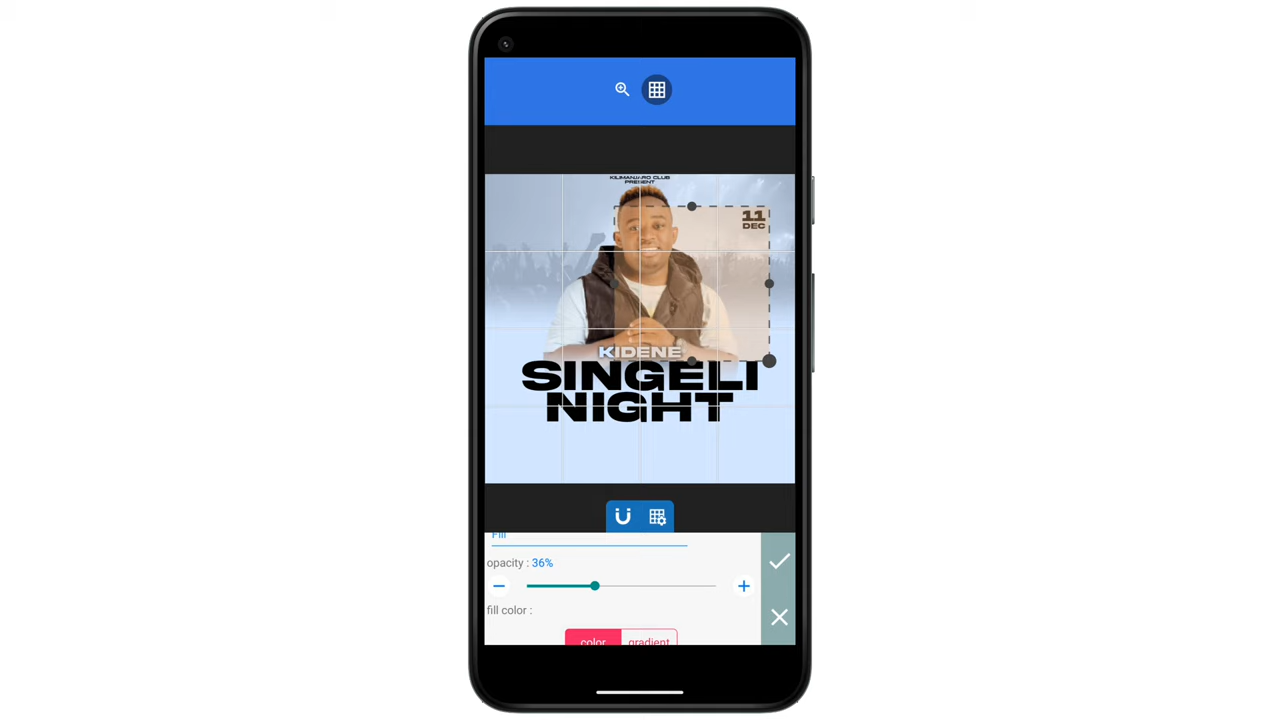 KILIMANJARO CLUB
PRESENT
11
DEC
KIDENE
SINGELI
NIGHT
Fill
opacity : 36%
fill color :
color gradient